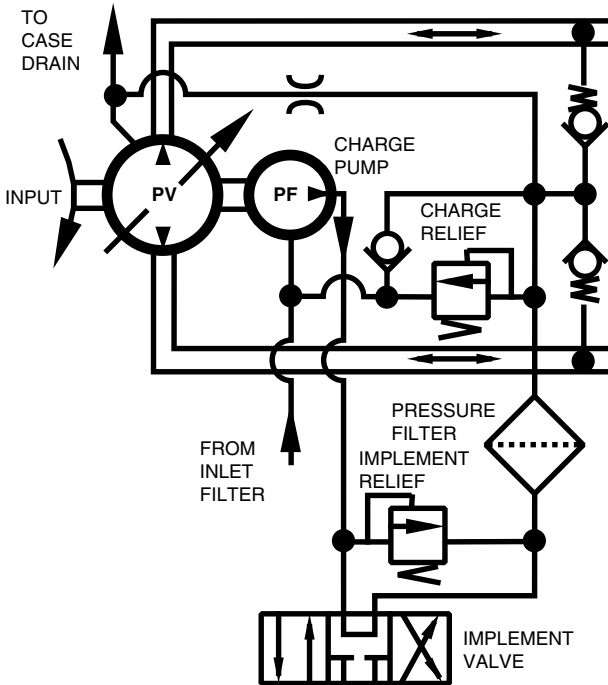 TO
CASE
DRAIN
INPUT
PV
PF
CHARGE
PUMP
CHARGE
RELIEF
FROM
INLET
FILTER
PRESSURE
FILTER
IMPLEMENT
RELIEF
IMPLEMENT
VALVE